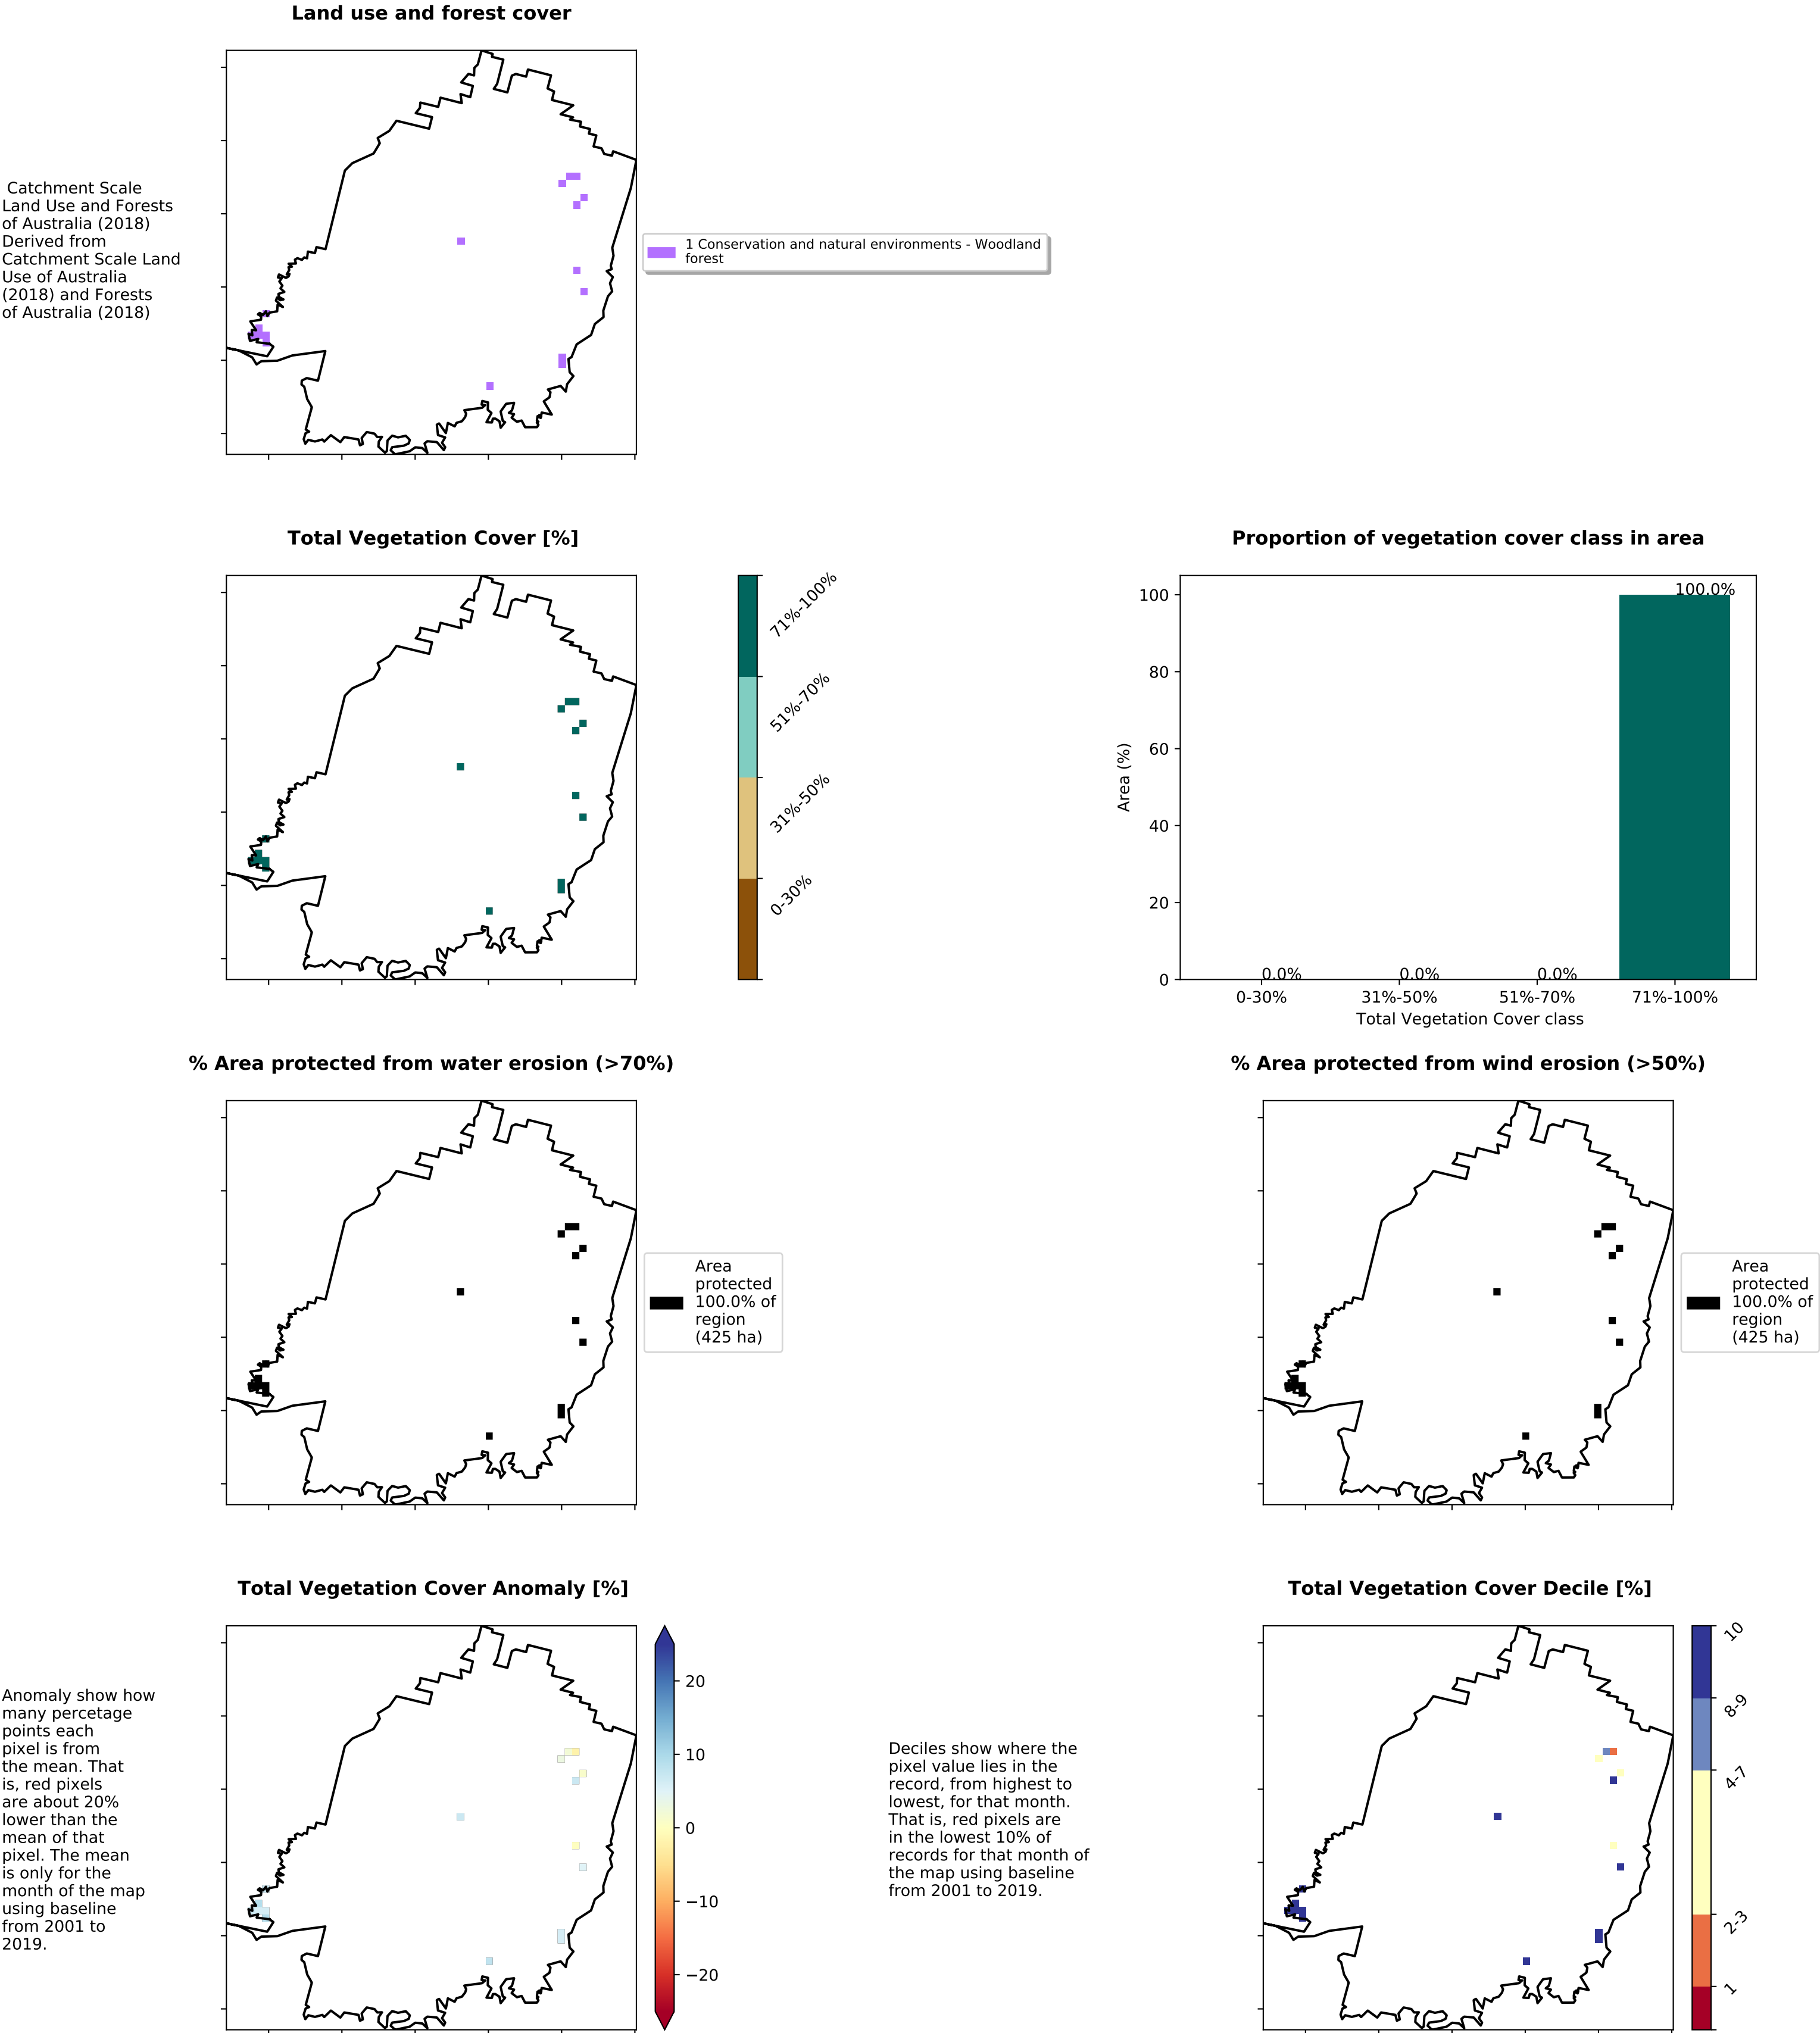 Land use and forest cover
Catchment Scale
Land Use and Forests
of Australia (2018)
Derived from
Catchment Scale Land
Use of Australia
(2018) and Forests
of Australia (2018)
1 Conservation and natural environments - Woodland
forest
Total Vegetation Cover [%]
71%-100%
51%-70%
31%-50%
0-30%
Proportion of vegetation cover class in area
Area (%)
100
80
60
40
20
0
0.0%
0.0%
0.0%
100.0%
0-30%
31%-50%
51%-70%
71%-100%
Total Vegetation Cover class
% Area protected from water erosion (>70%)
Area
protected
100.0% of
region
(425 ha)
% Area protected from wind erosion (>50%)
Area
protected
100.0% of
region
(425 ha)
Total Vegetation Cover Anomaly [%]
Anomaly show how
many percetage
points each
pixel is from
the mean. That
is, red pixels
are about 20%
lower than the
mean of that
pixel. The mean
is only for the
month of the map
using baseline
from 2001 to
2019.
20
10
0
−10
−20
Total Vegetation Cover Decile [%]
Deciles show where the
pixel value lies in the
record, from highest to
lowest, for that month.
That is, red pixels are
in the lowest 10% of
records for that month of
the map using baseline
from 2001 to 2019.
10
8-9
4-7
2-3
1